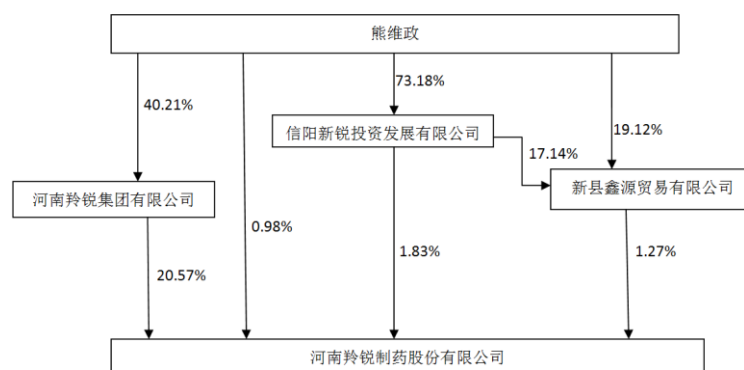 熊维政
73.18%
40.21%
信阳新锐投资发展有限公司
19.12%
17.14%
河南羚锐集团有限公司
新县鑫源贸易有限公司
0.98%
1.83%
1.27%
20.57%
河南羚锐制药股份有限公司